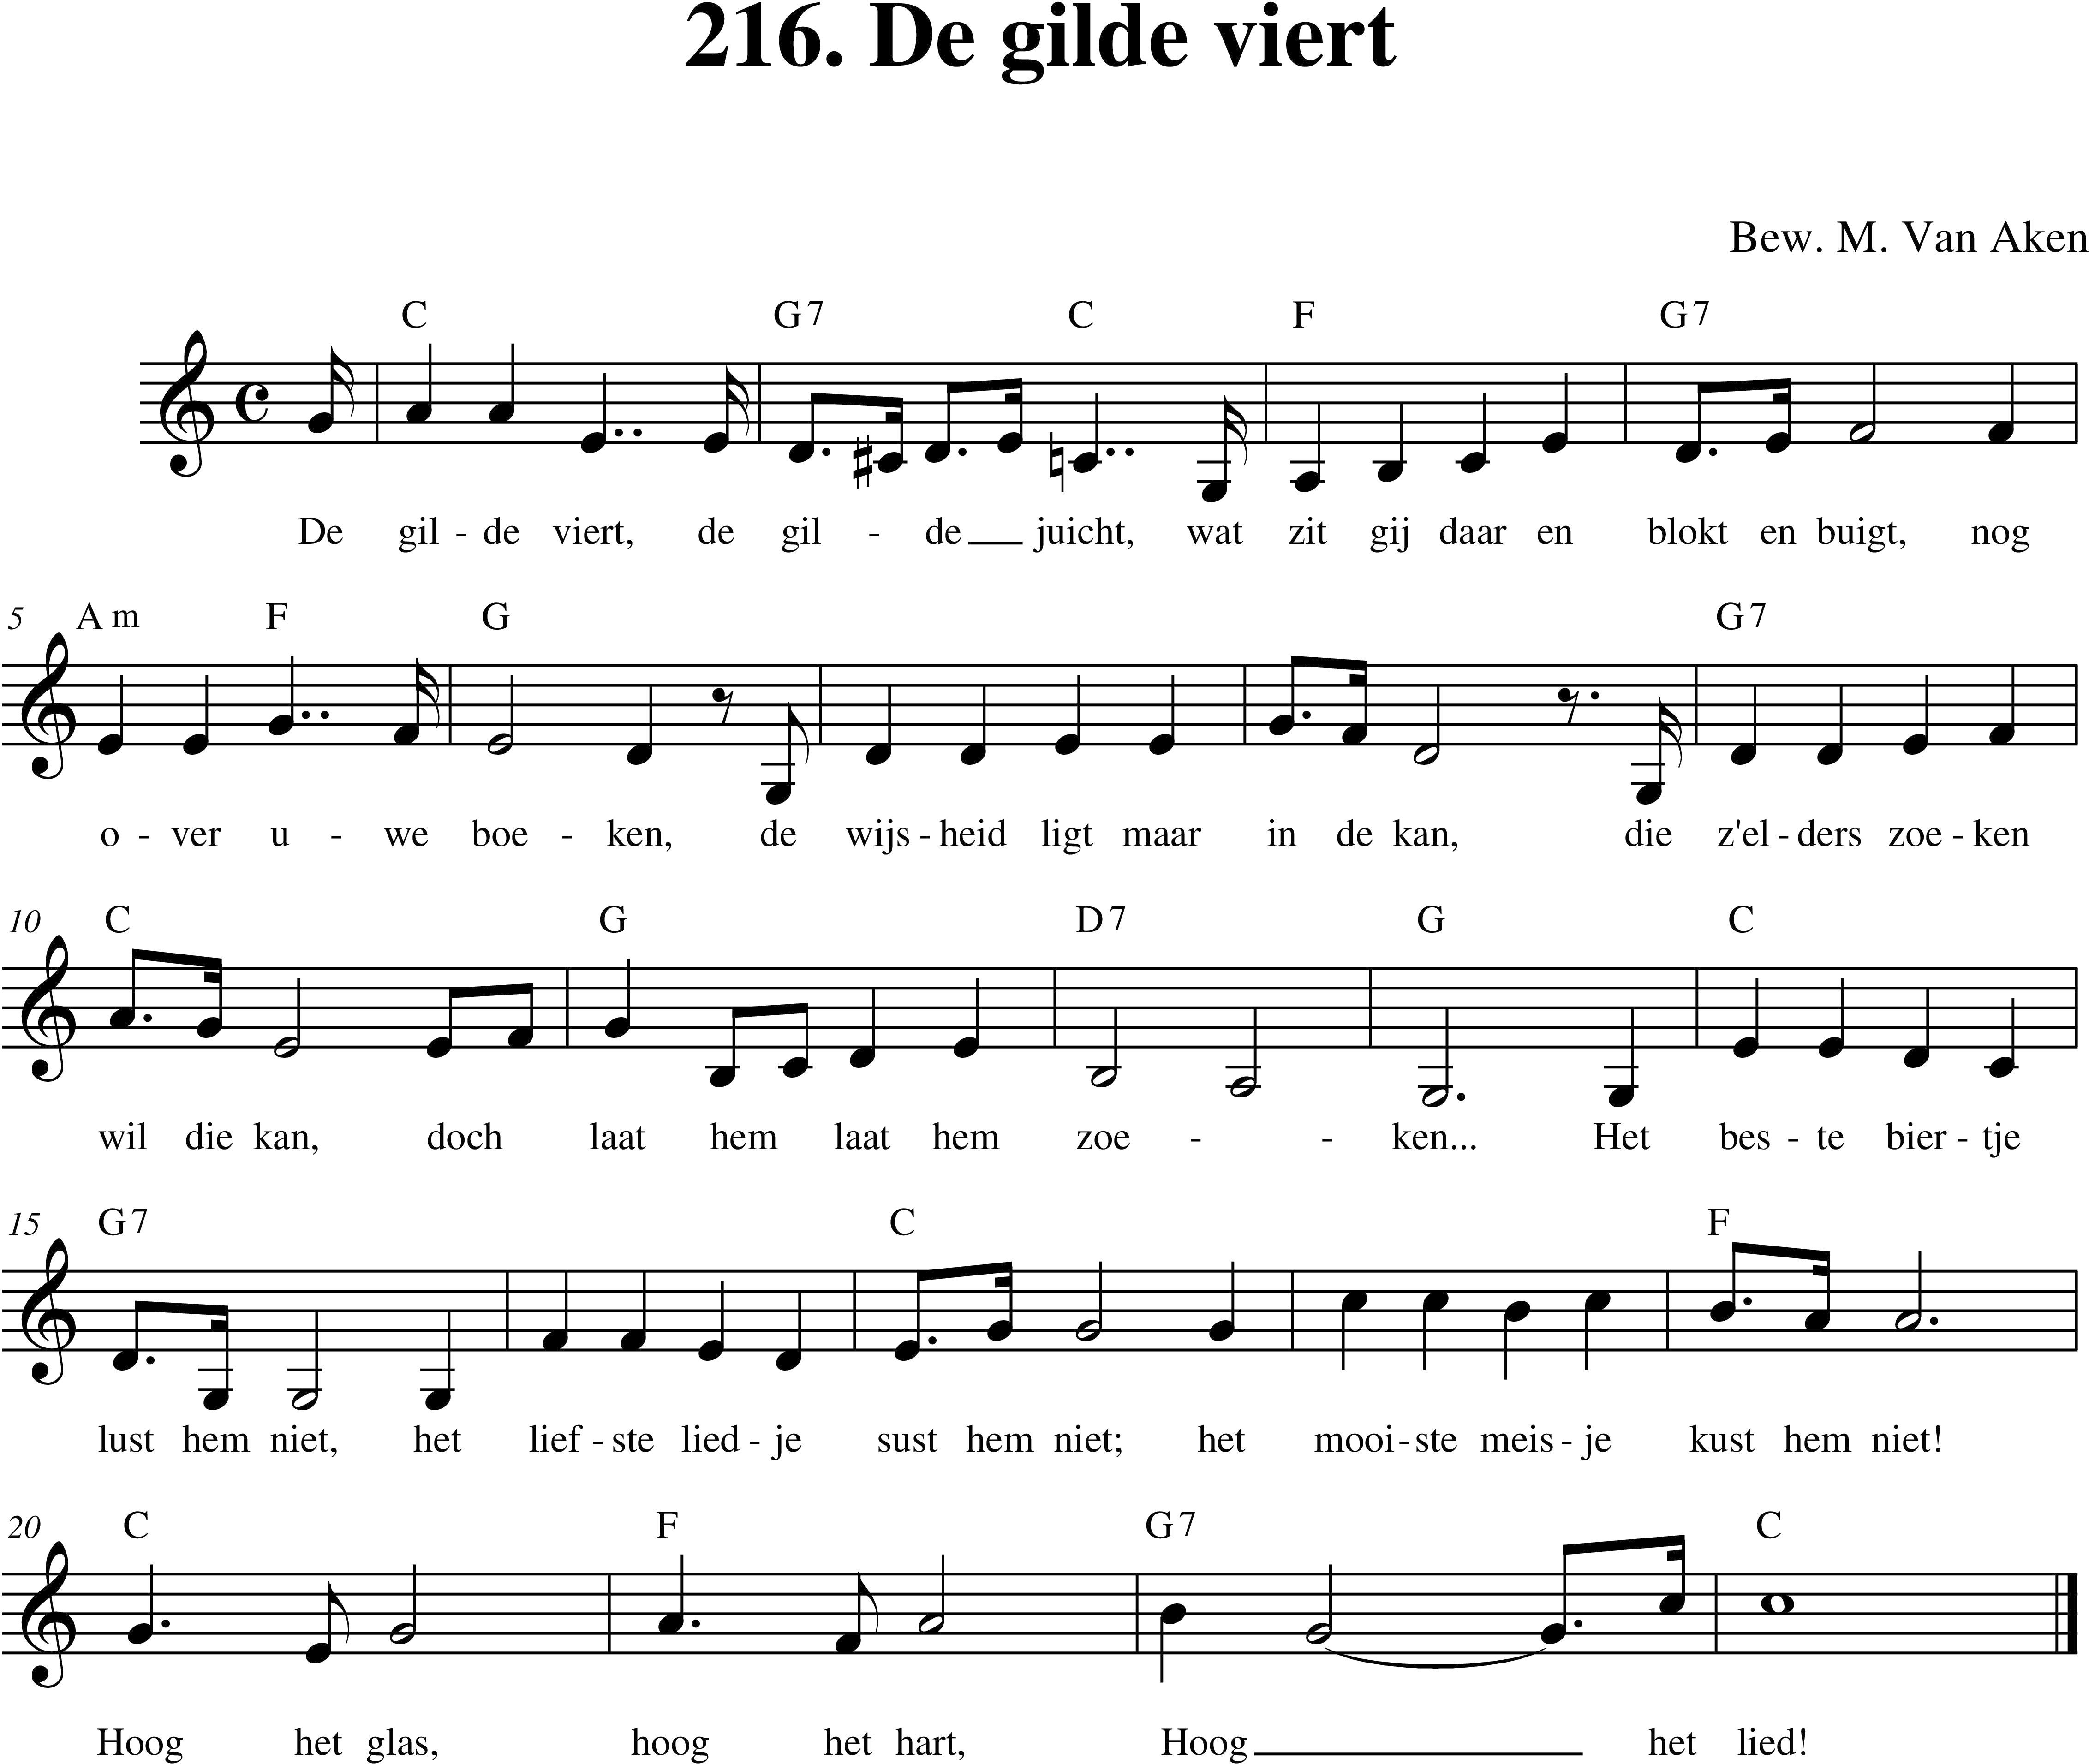 216. De gilde viert
Bew. M. Van Aken
C G7 C F G7
De gil - de viert, de gil - de juicht, wat zit gij daar en blokt en buigt, nog
5 Am F G G7
o - ver u - we boe - ken, de wijs - heid ligt maar in de kan, die z'el - ders zoe - ken
10 C G D7 G C
wil die kan, doch laat hem laat hem zoe - - ken... Het bes - te bier - tje
15 G7 C F
lust hem niet, het lief - ste lied - je sust hem niet; het mooi - ste meis - je kust hem niet!
20 C F G7 C
Hoog het glas, hoog het hart, Hoog het lied!